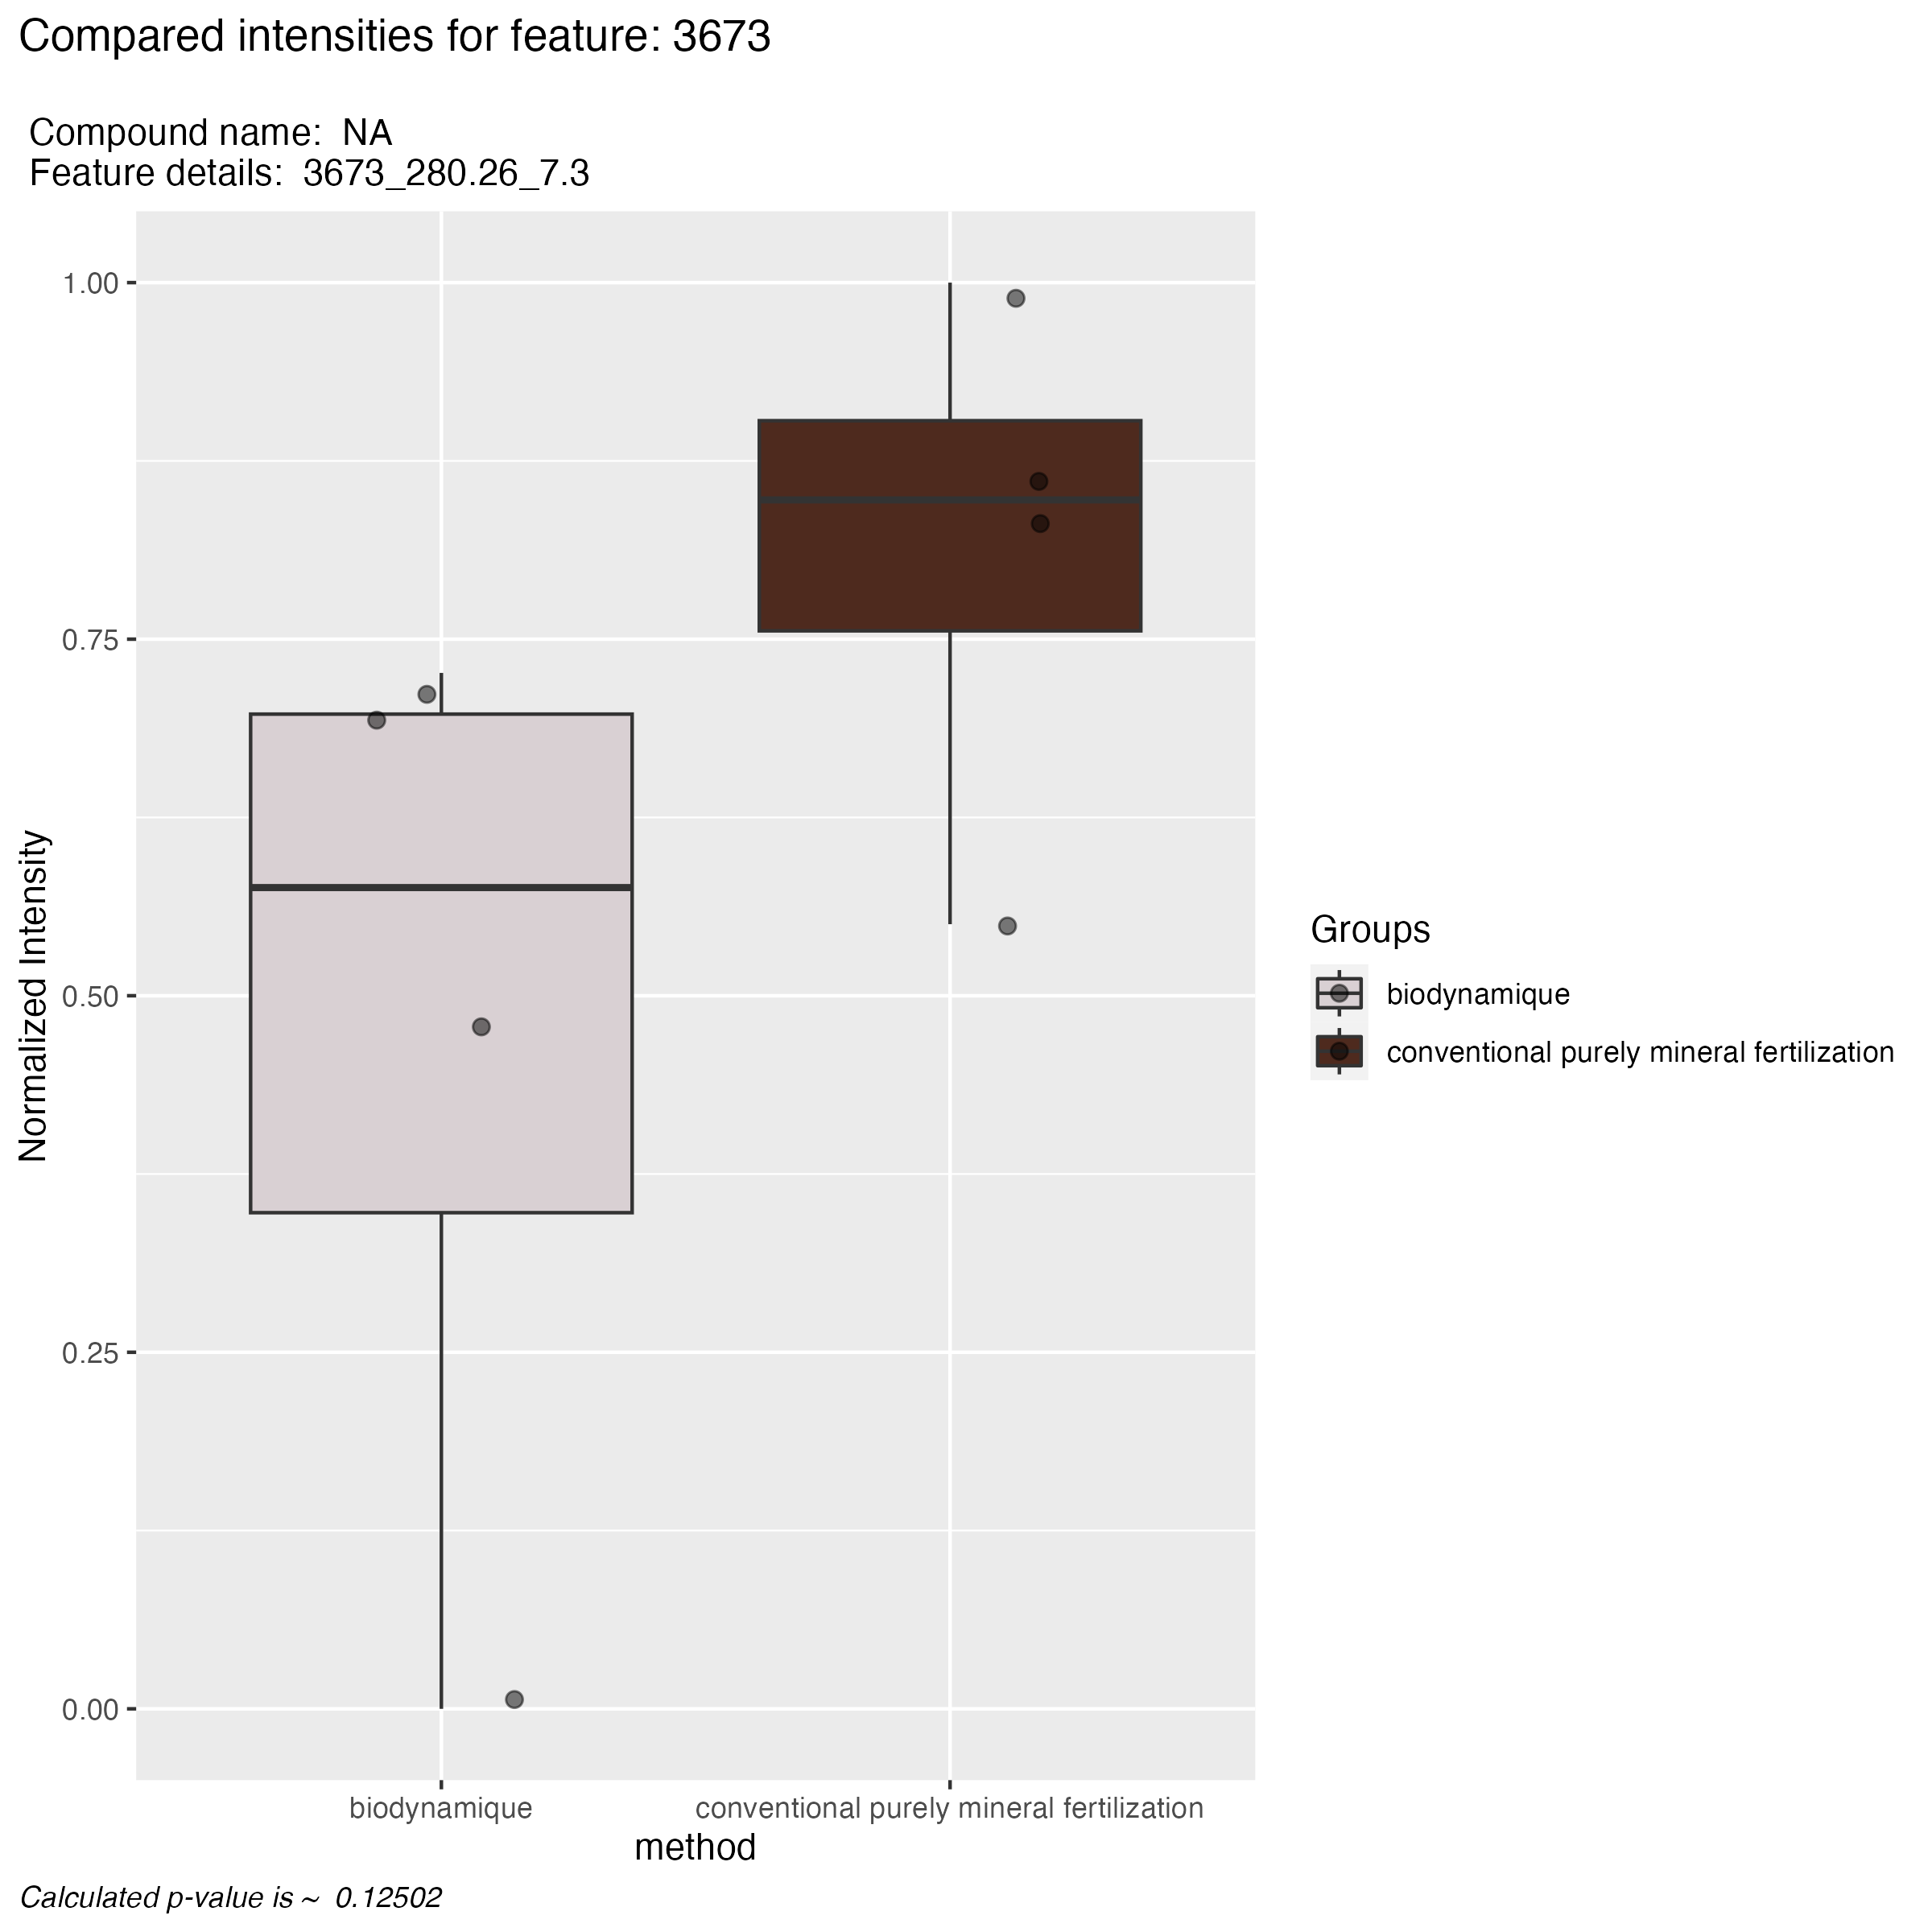 Compared intensities for feature: 3673
Compound name: NA
Feature details: 3673_280.26_7.3
1.00
0.75
0.50
0.25
0.00
Normalized Intensity
biodynamique
conventional purely mineral fertilization
method
Groups
biodynamique
conventional purely mineral fertilization
Calculated p-value is ~ 0.12502